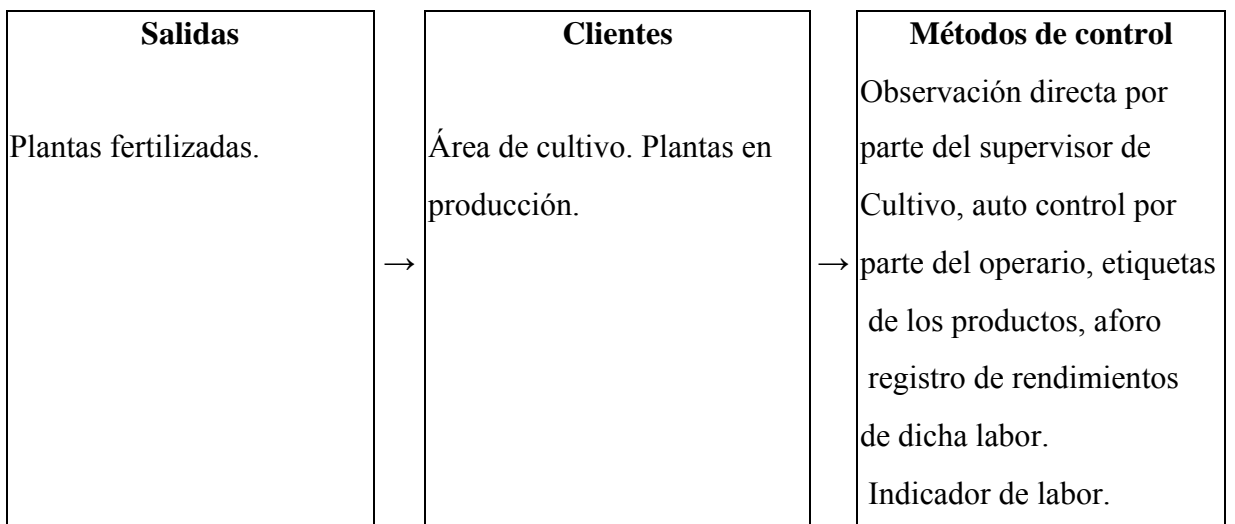 Salidas
Plantas fertilizadas.
→
Clientes
Área de cultivo. Plantas en
producción.
→
Métodos de control
Observación directa por
parte del supervisor de
Cultivo, auto control por
parte del operario, etiquetas
de los productos, aforo
registro de rendimientos
de dicha labor.
Indicador de labor.